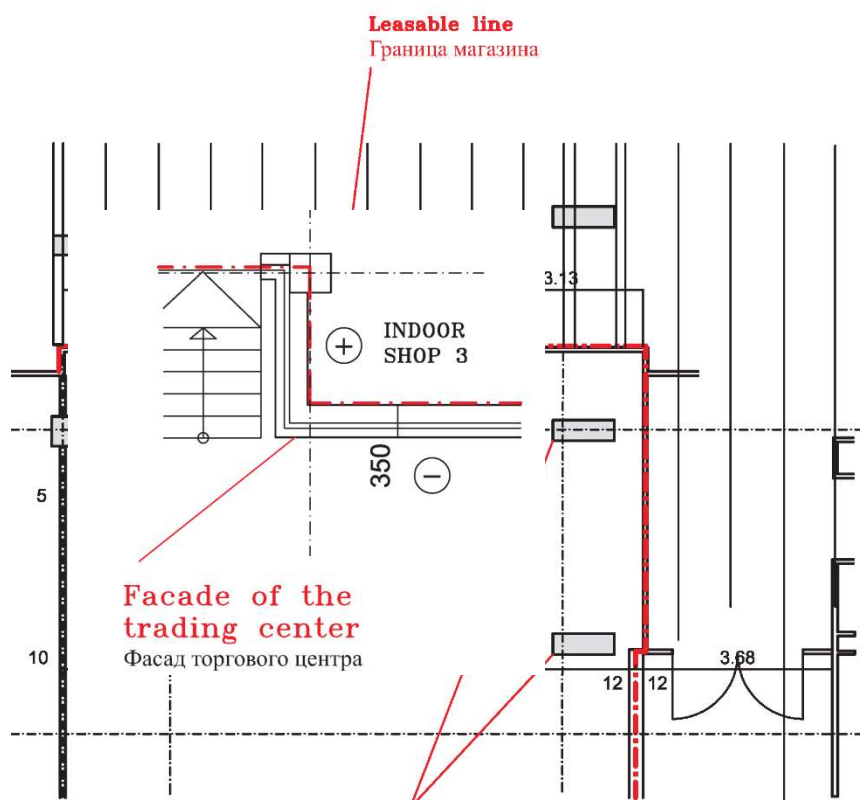 Leasable line
Граница магазина
3.13
INDOOR
SHOP 3
350
5
Facade of the
trading center
Фасад торгового центра
10
3.68
12
12